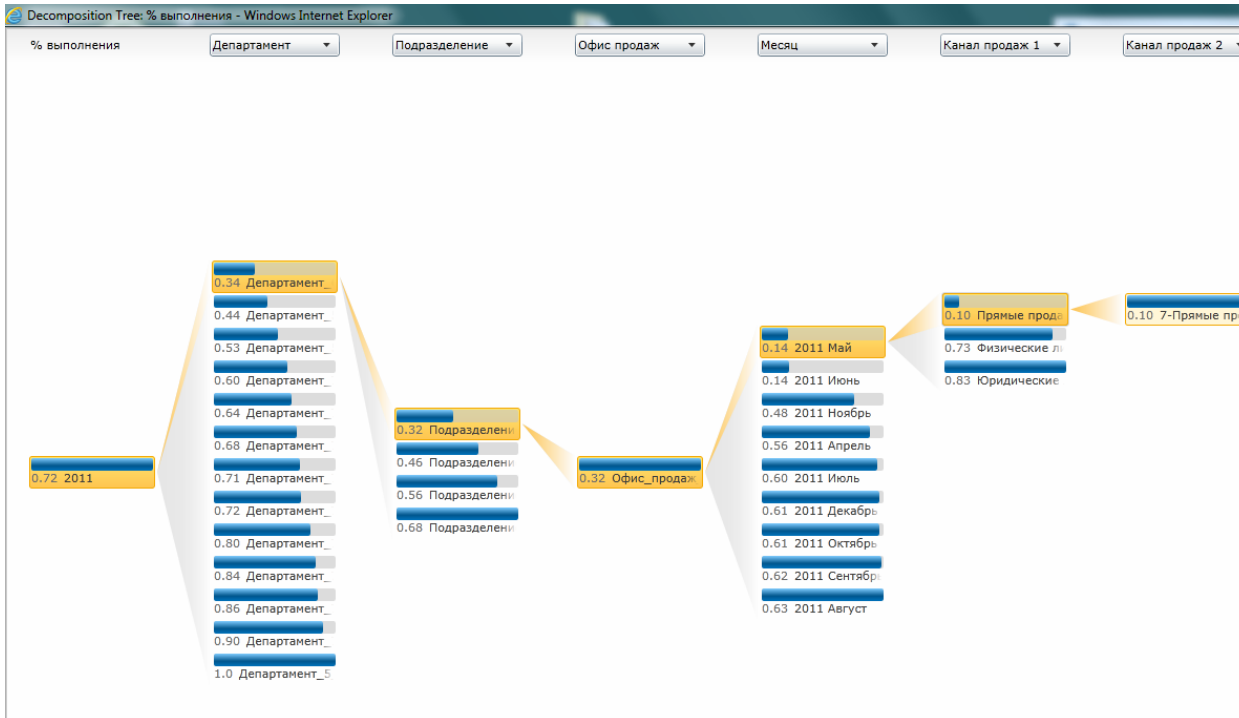 Decomposition Tree: % выполнения - Windows Internet Explorer
% выполнения Департамент Подразделение Офис продаж Месяц Канал продаж 1 Канал продаж 2
0.72 2011
0.34 Департамент_
0.44 Департамент_
0.53 Департамент_
0.60 Департамент_
0.64 Департамент_
0.68 Департамент_
0.71 Департамент_
0.72 Департамент_
0.80 Департамент_
0.84 Департамент_
0.86 Департамент_
0.90 Департамент_
1.0 Департамент_5
0.32 Подразделени
0.46 Подразделени
0.56 Подразделени
0.68 Подразделени
0.32 Офис_продаж
0.14 2011 Май
0.14 2011 Июнь
0.48 2011 Ноябрь
0.56 2011 Апрель
0.60 2011 Июль
0.61 2011 Декабрь
0.61 2011 Октябрь
0.62 2011 Сентябр
0.63 2011 Август
0.10 Прямые прода
0.73 Физические л
0.83 Юридические
0.10 7-Прямые пр